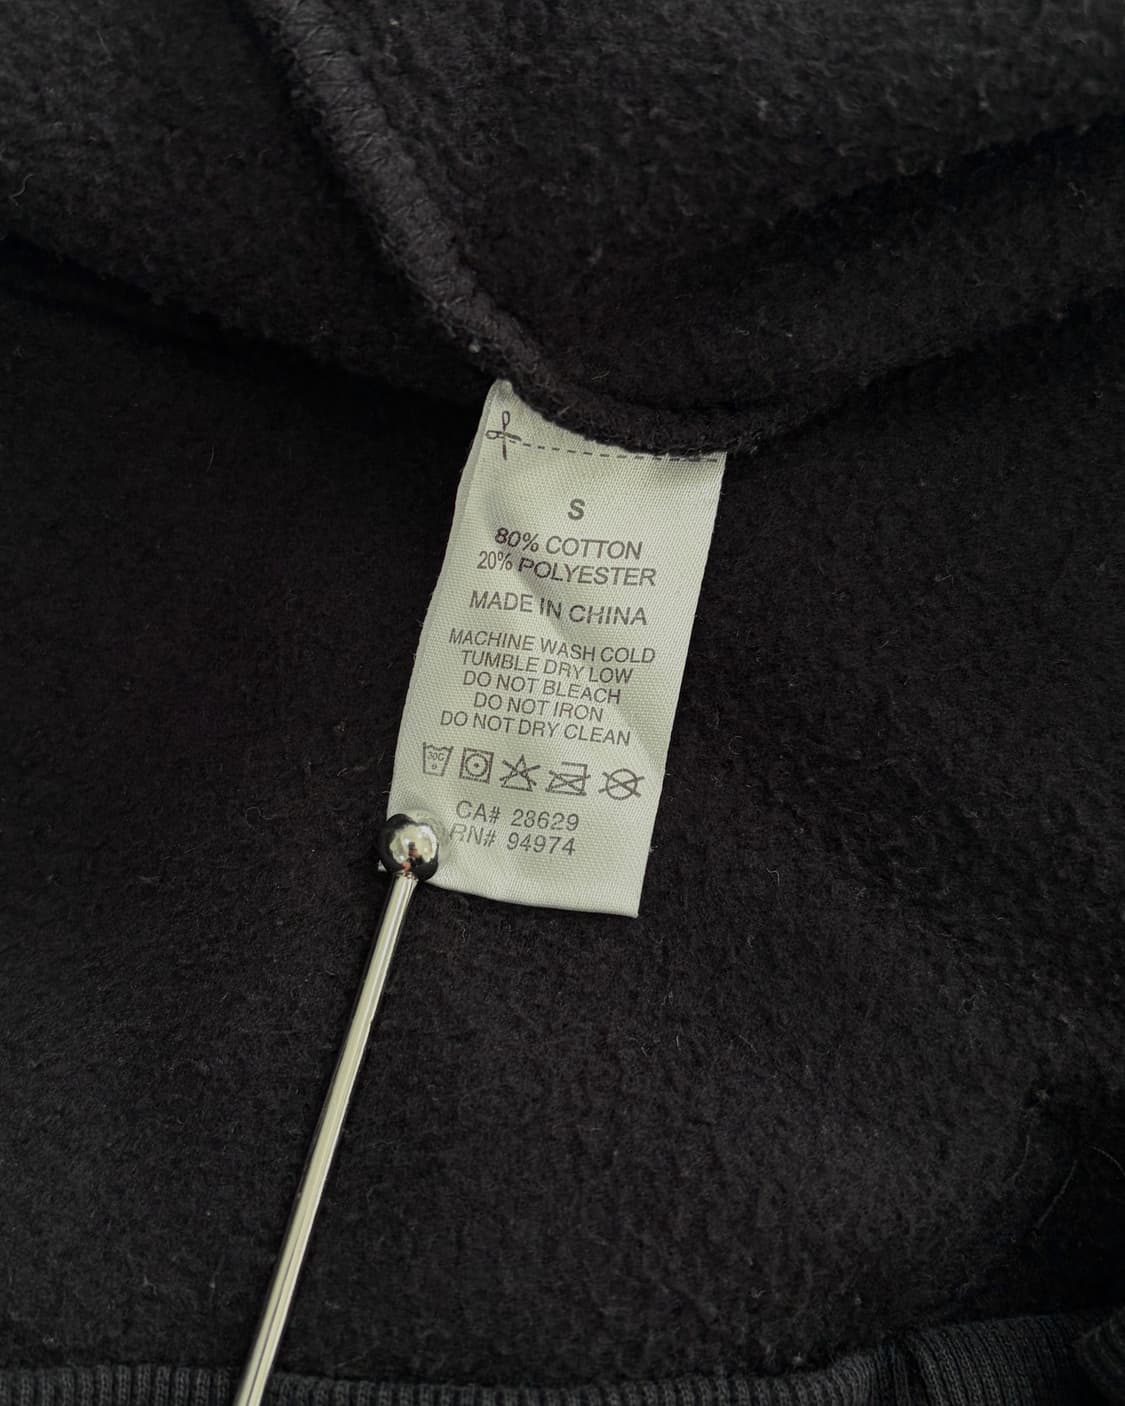 S
80% COTTON
20% POLYESTER
MADE IN CHINA
MACHINE WASH COLD
TUMBLE DRY LOW
DO NOT BLEACH
DO NOT IRON
DO NOT DRY CLEAN
30C
CA# 28629
RN# 94974